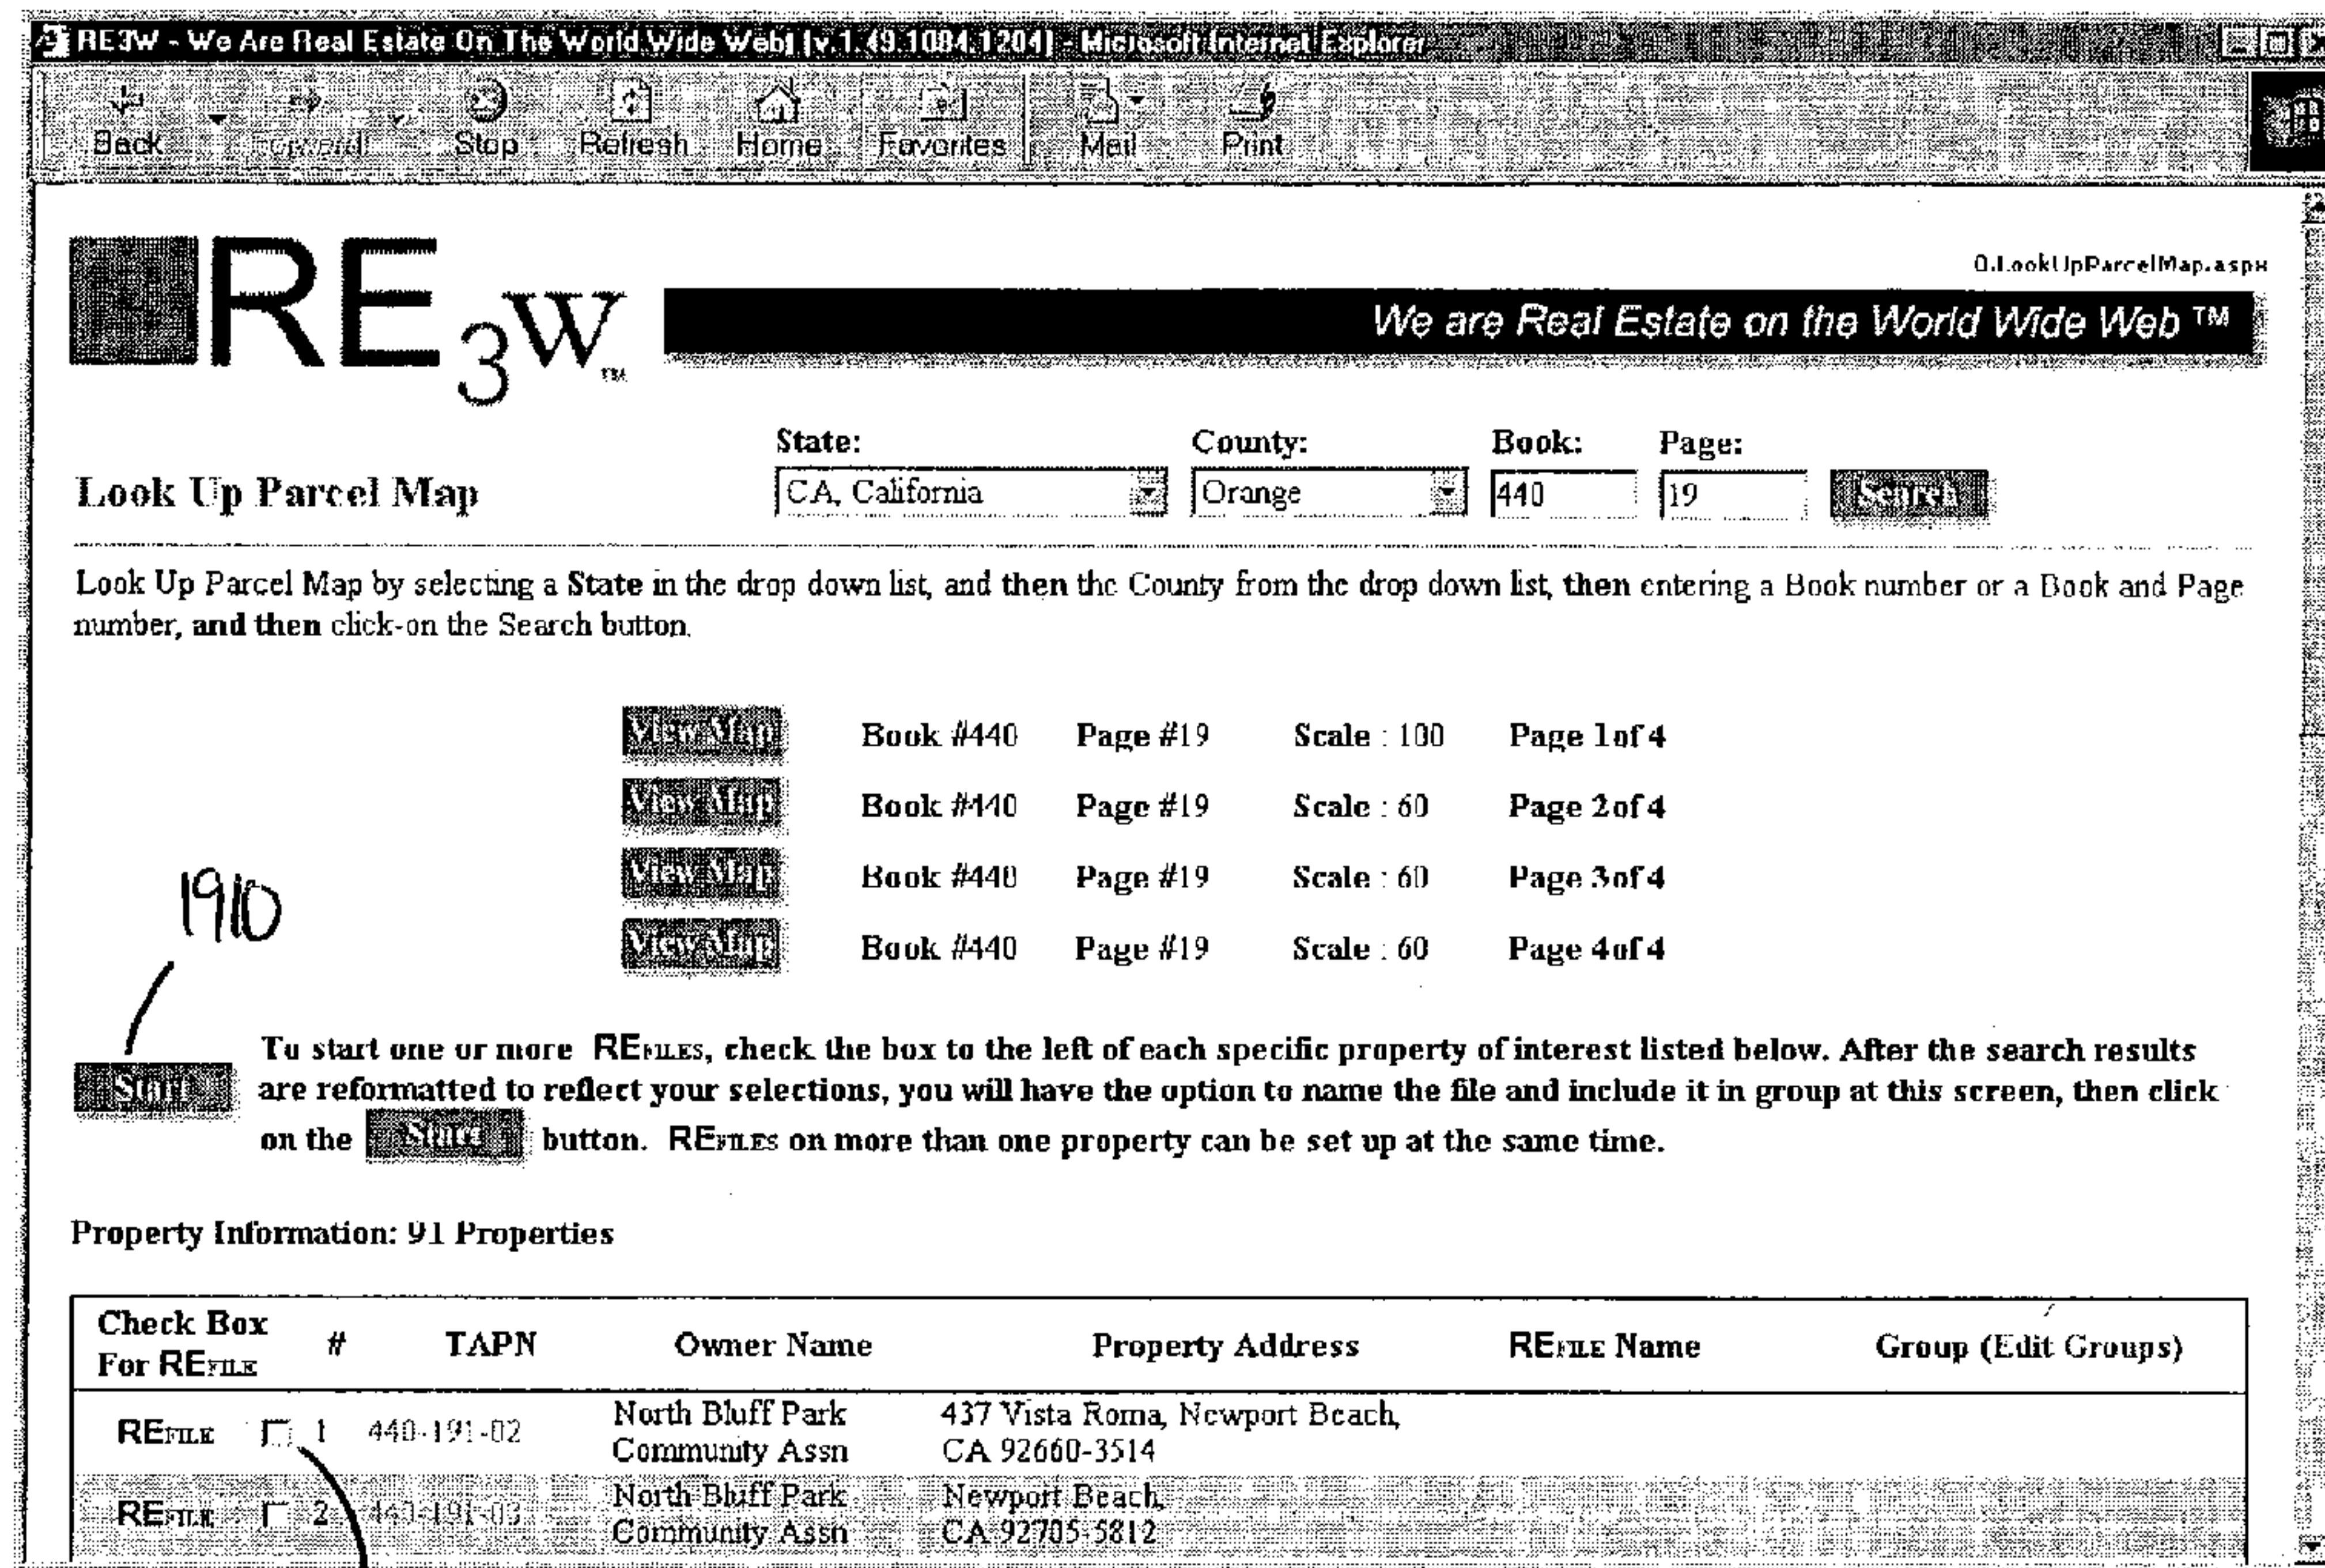 RE3W - We Are Real Estate On The World Wide Web! [v.1.49.1084.1204] - Microsoft Internet Explorer
Back Forward Stop Refresh Home Favorites Mail Print
0.LookUpParcelMap.aspx
RE3W TM
We are Real Estate on the World Wide Web TM
State: County: Book: Page:
Look Up Parcel Map CA, California Orange 440 19 Search
Look Up Parcel Map by selecting a State in the drop down list, and then the County from the drop down list, then entering a Book number or a Book and Page
number, and then click-on the Search button.
View Map Book #440 Page #19 Scale : 100 Page 1of 4
View Map Book #440 Page #19 Scale : 60 Page 2of 4
View Map Book #440 Page #19 Scale : 60 Page 3of 4
View Map Book #440 Page #19 Scale : 60 Page 4of 4
1910
Start To start one or more REFILES, check the box to the left of each specific property of interest listed below. After the search results
are reformatted to reflect your selections, you will have the option to name the file and include it in group at this screen, then click
on the Start button. REFILES on more than one property can be set up at the same time.
Property Information: 91 Properties
Check Box
For REFILE # TAPN Owner Name Property Address REFILE Name Group (Edit Groups)
REFILE 1 440-191-02 North Bluff Park 437 Vista Roma, Newport Beach,
Community Assn CA 92660-3514
REFILE 2 440-191-03 North Bluff Park Newport Beach,
Community Assn CA 92705-5812